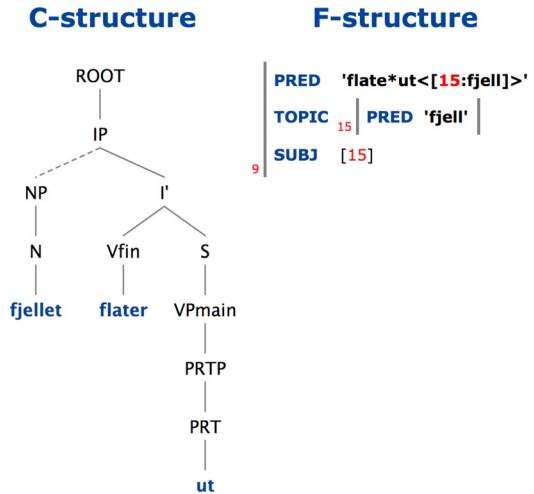 C-structure
F-structure
ROOT
PRED 'flate*ut<[15:fjell]>'
TOPIC 15 PRED 'fjell'
9 SUBJ [15]
IP
NP I'
N Vfin S
fjellet flater VPmain
PRTP
PRT
ut